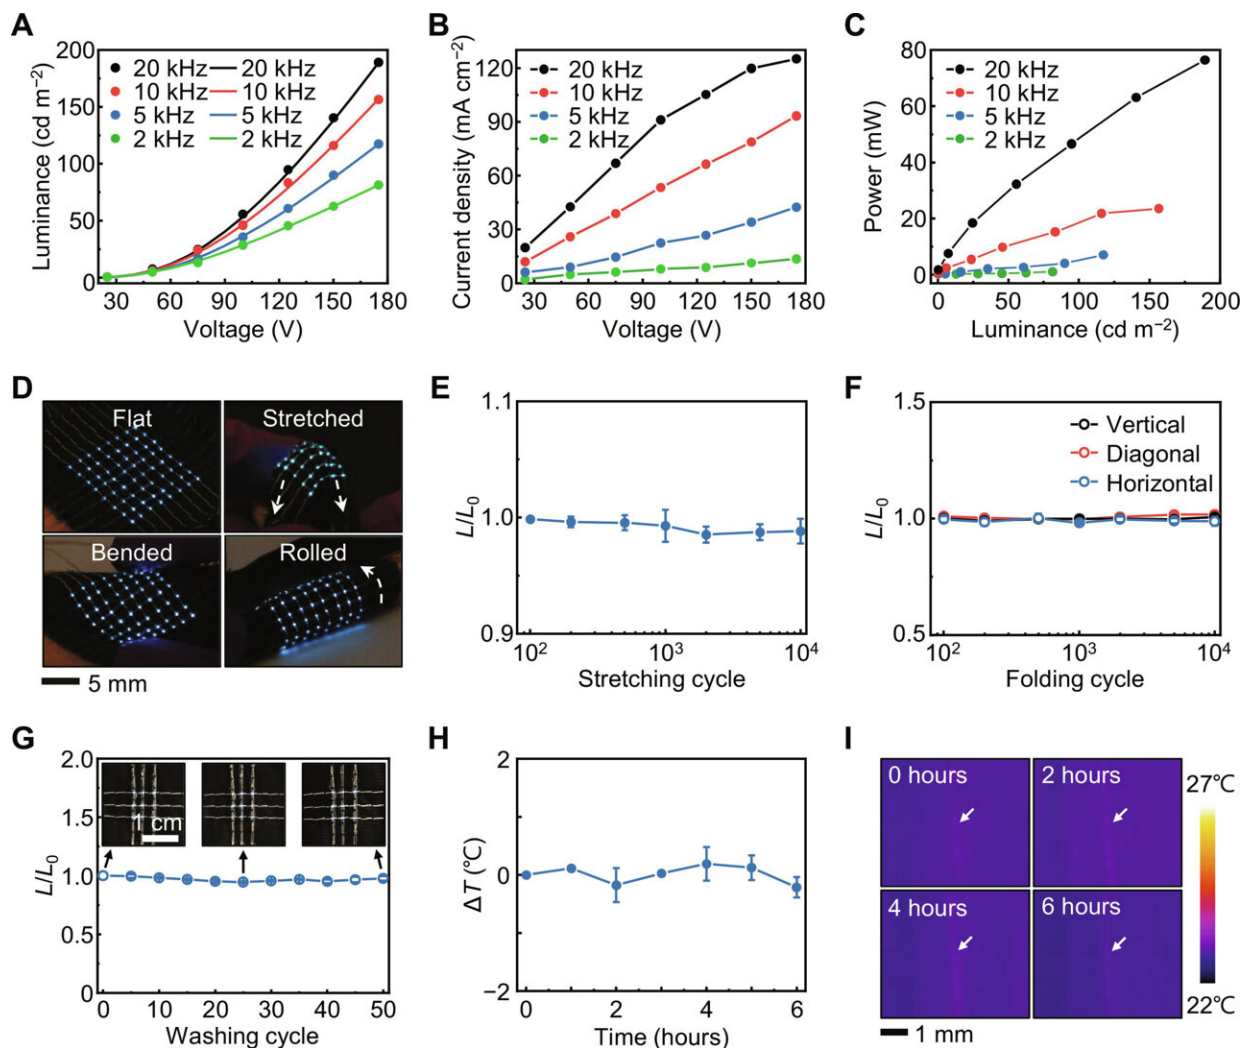 A
Luminance (cd m⁻²)
200
150
100
50
0
20 kHz 20 kHz
10 kHz 10 kHz
5 kHz 5 kHz
2 kHz 2 kHz
30 60 90 120 150 180
Voltage (V)
B
Current density (mA cm⁻²)
120
90
60
30
0
20 kHz
10 kHz
5 kHz
2 kHz
30 60 90 120 150 180
Voltage (V)
C
Power (mW)
80
60
40
20
0
20 kHz
10 kHz
5 kHz
2 kHz
0 50 100 150 200
Luminance (cd m⁻²)
D
Flat
Stretched
Bended
Rolled
5 mm
E
L/L₀
1.1
1.0
0.9
10² 10³ 10⁴
Stretching cycle
F
L/L₀
1.5
1.0
0.5
Vertical
Diagonal
Horizontal
10² 10³ 10⁴
Folding cycle
G
L/L₀
2.0
1.5
1.0
0.5
0
1 cm
0 10 20 30 40 50
Washing cycle
H
ΔT (℃)
2
0
−2
0 2 4 6
Time (hours)
I
0 hours
2 hours
4 hours
6 hours
27℃
22℃
1 mm